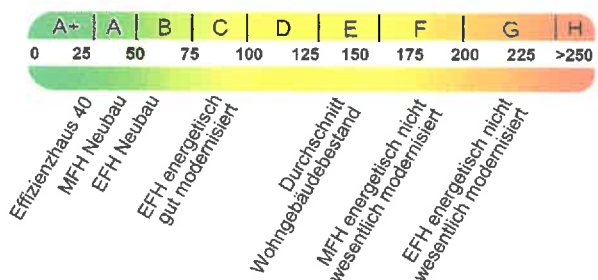 A+ A B C D E F G H
0 25 50 75 100 125 150 175 200 225 >250
Effizienzhaus 40
MFH Neubau
EFH Neubau
EFH energetisch
gut modernisiert
Durchschnitt
Wohngebäudebestand
MFH energetisch nicht
wesentlich modernisiert
EFH energetisch nicht
wesentlich modernisiert